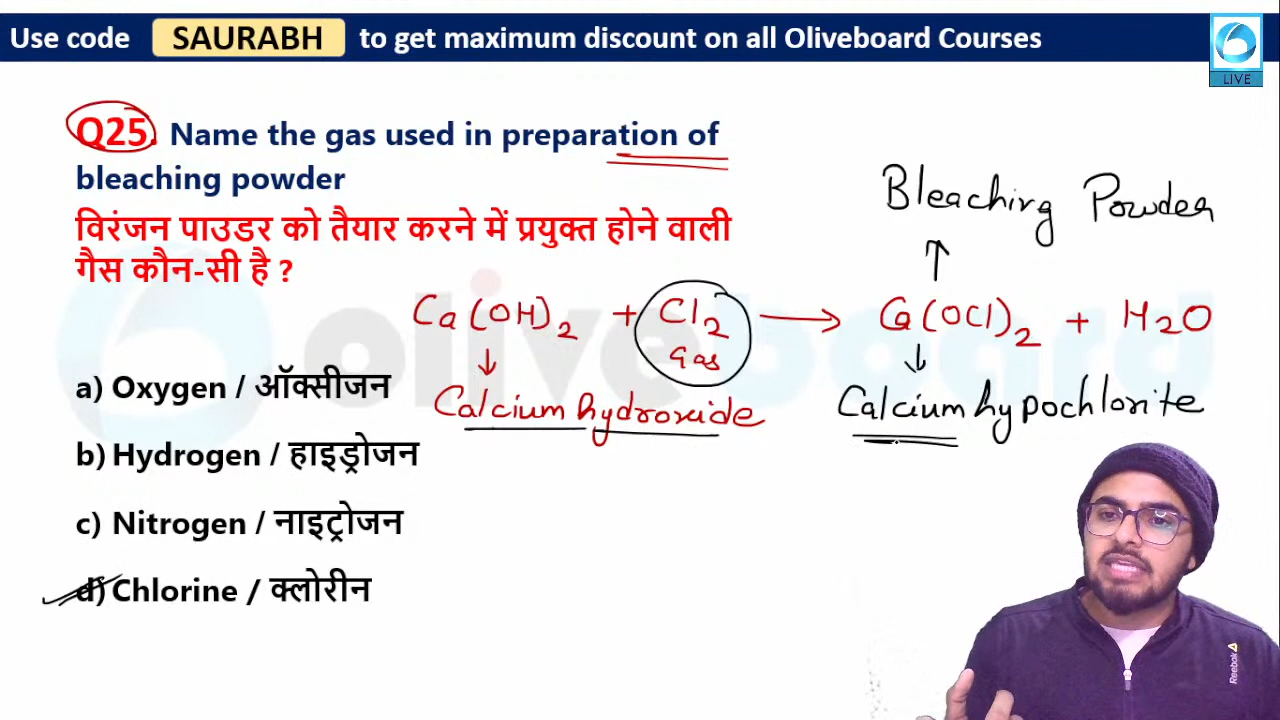 Use code SAURABH to get maximum discount on all Oliveboard Courses
LIVE
Q25. Name the gas used in preparation of
bleaching powder
विरंजन पाउडर को तैयार करने में प्रयुक्त होने वाली
गैस कौन-सी है ?
Bleaching Powder
Ca(OH)2 + Cl2 → Ca(OCl)2 + H2O
Gas
Calcium hydroxide
Calcium hypochlorite
oliveboard
a) Oxygen / ऑक्सीजन
b) Hydrogen / हाइड्रोजन
c) Nitrogen / नाइट्रोजन
d) Chlorine / क्लोरीन
Reebok